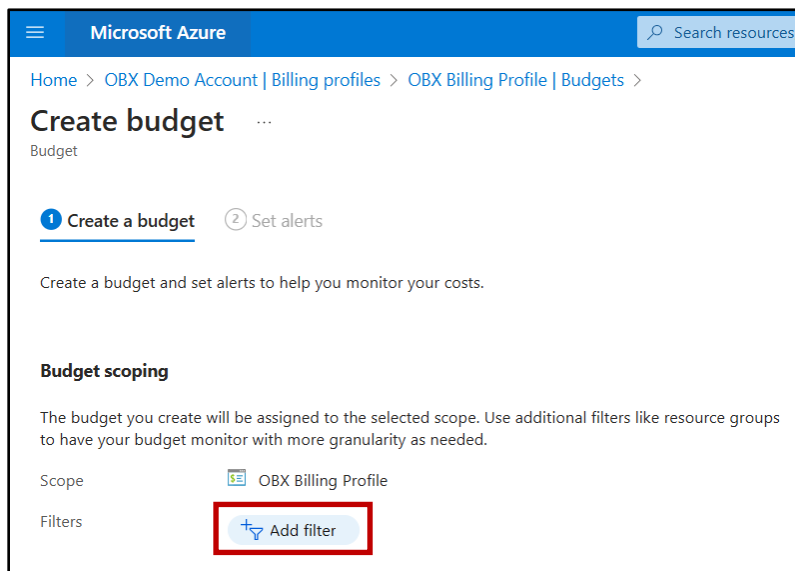 Microsoft Azure
Search resources
Home > OBX Demo Account | Billing profiles > OBX Billing Profile | Budgets >
Create budget ...
Budget
1 Create a budget
2 Set alerts
Create a budget and set alerts to help you monitor your costs.
Budget scoping
The budget you create will be assigned to the selected scope. Use additional filters like resource groups
to have your budget monitor with more granularity as needed.
Scope
OBX Billing Profile
Filters
Add filter